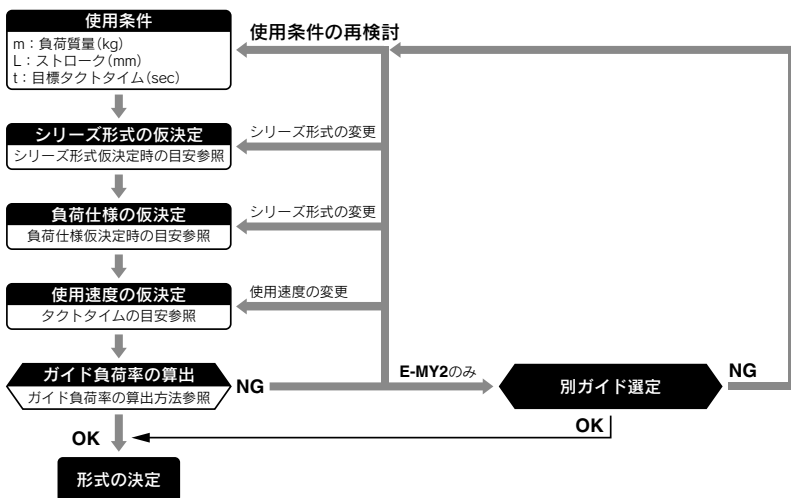 使用条件
m：負荷質量(kg)
L：ストローク(mm)
t：目標タクトタイム(sec)
使用条件の再検討
シリーズ形式の仮決定
シリーズ形式仮決定時の目安参照
シリーズ形式の変更
負荷仕様の仮決定
負荷仕様仮決定時の目安参照
シリーズ形式の変更
使用速度の仮決定
タクトタイムの目安参照
使用速度の変更
ガイド負荷率の算出
ガイド負荷率の算出方法参照
NG
E-MY2のみ
別ガイド選定
NG
OK
OK
形式の決定